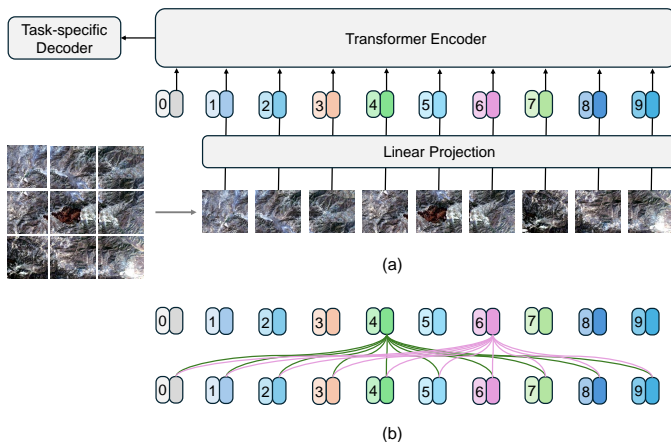 Task-specific
Decoder
Transformer Encoder
0 1 2 3 4 5 6 7 8 9
Linear Projection
(a)
0 1 2 3 4 5 6 7 8 9
0 1 2 3 4 5 6 7 8 9
(b)